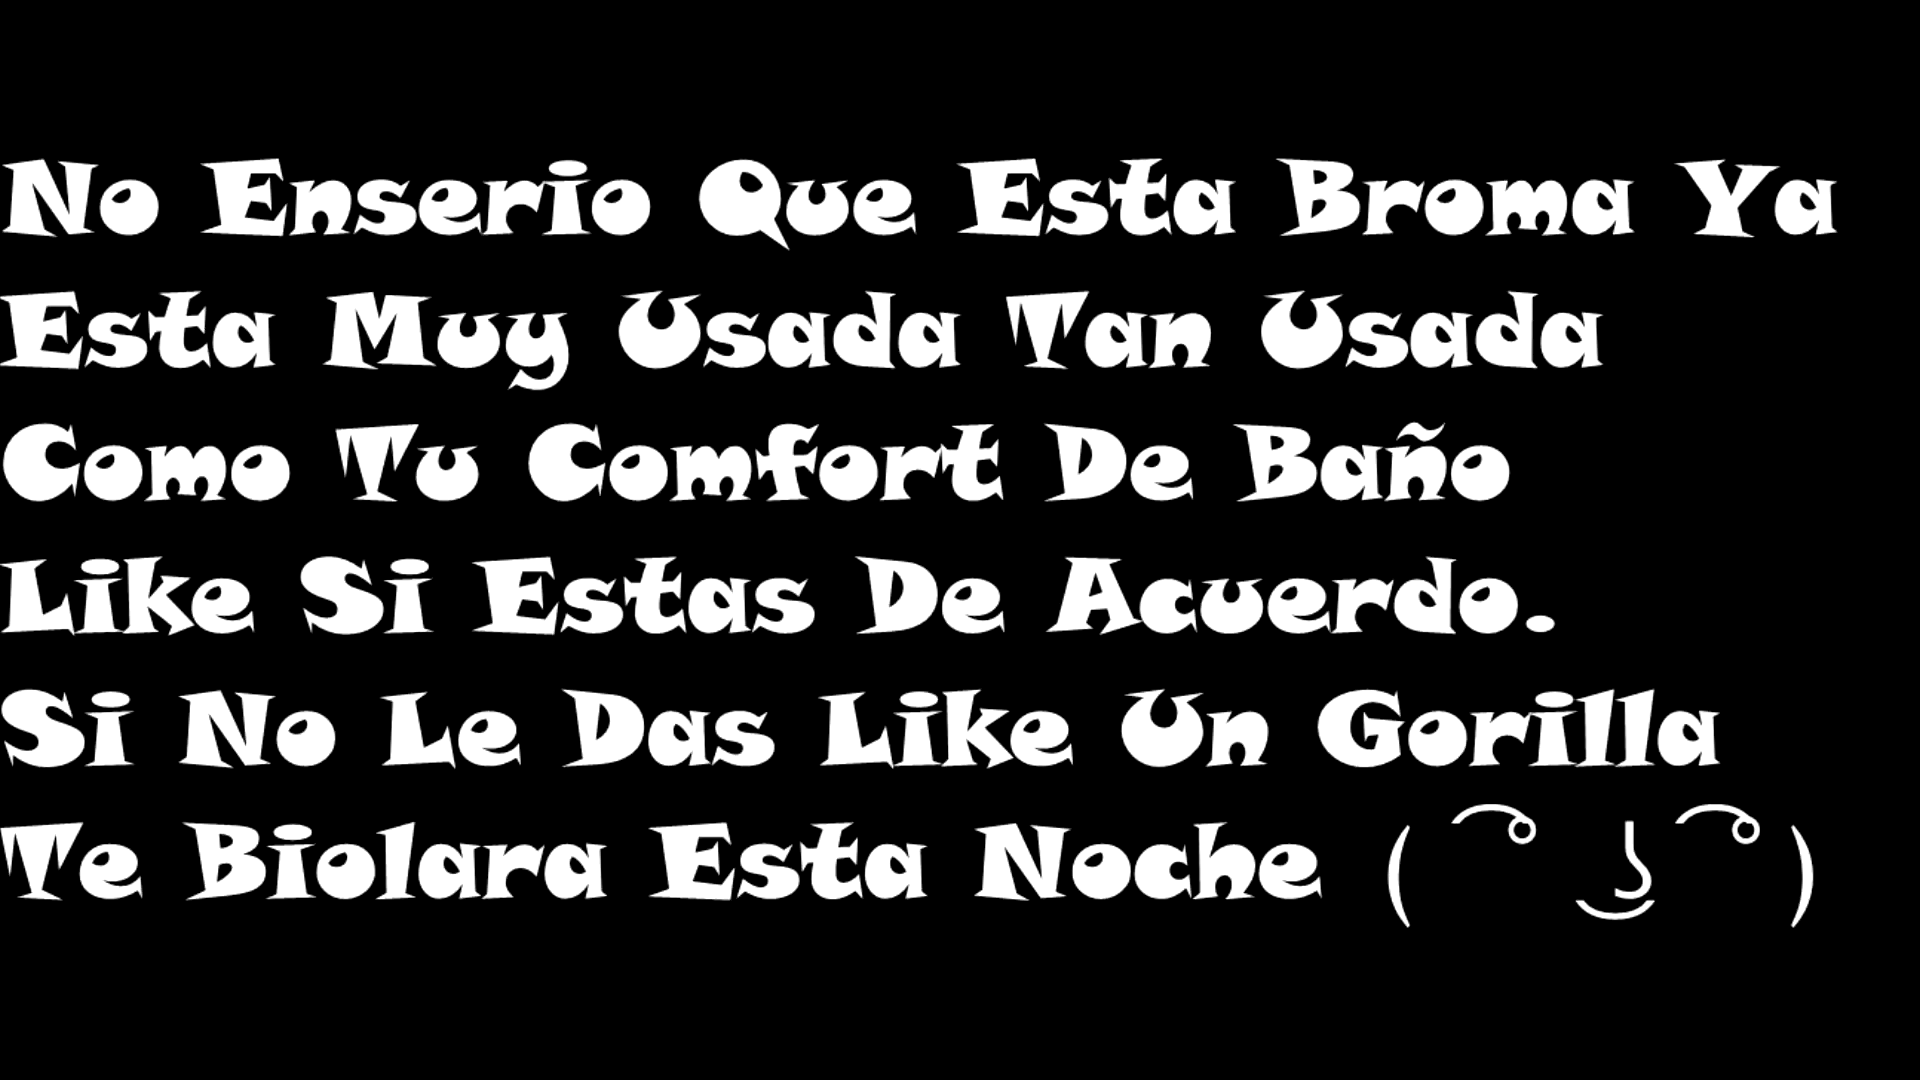 No Enserio Que Esta Broma Ya
Esta Muy Usada Tan Usada
Como Tu Comfort De Baño
Like Si Estas De Acuerdo.
Si No Le Das Like Un Gorilla
Te Biolara Esta Noche ( ͡° ͜ʖ ͡°)